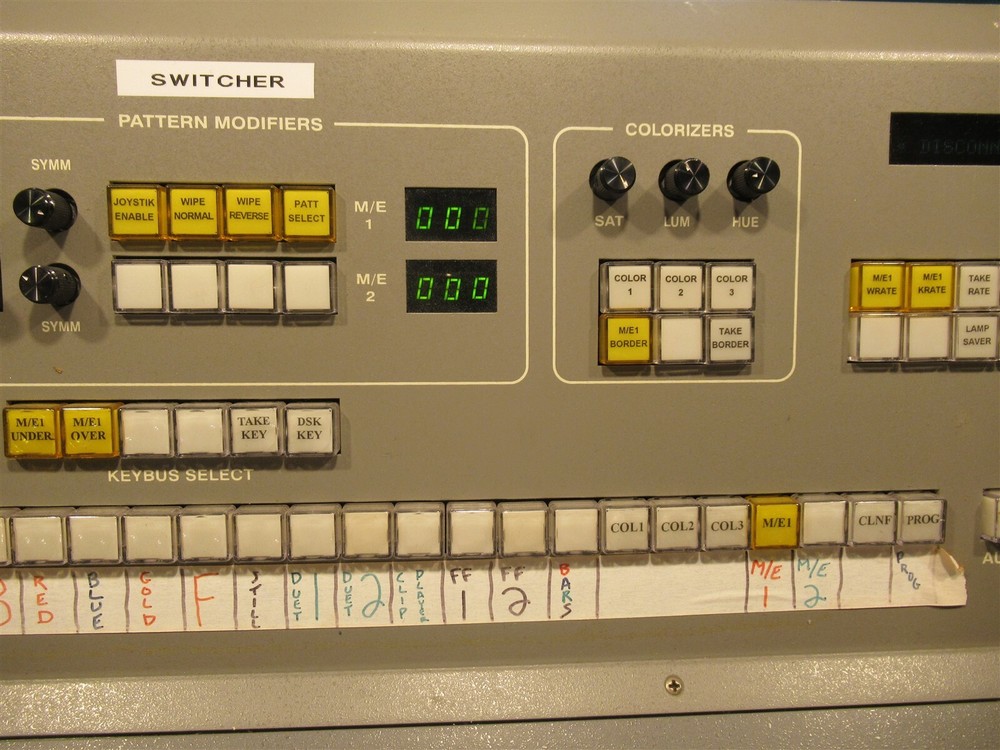 SWITCHER
PATTERN MODIFIERS
SYMM
JOYSTIK ENABLE
WIPE NORMAL
WIPE REVERSE
PATT SELECT
M/E 1
000
M/E 2
000
SYMM
COLORIZERS
SAT
LUM
HUE
COLOR 1
COLOR 2
COLOR 3
M/E1 BORDER
TAKE BORDER
DISCONN
M/E1 WRATE
M/E1 KRATE
TAKE RATE
LAMP SAVER
M/E1 UNDER
M/E1 OVER
TAKE KEY
DSK KEY
KEYBUS SELECT
COL1
COL2
COL3
M/E1
CLNF
PROG
AU
RED
BLUE
GOLD
F
STILL
DUET 1
DUET 2
CLIP PLAYER
FF 1
FF 2
BARS
M/E 1
M/E 2
PROG